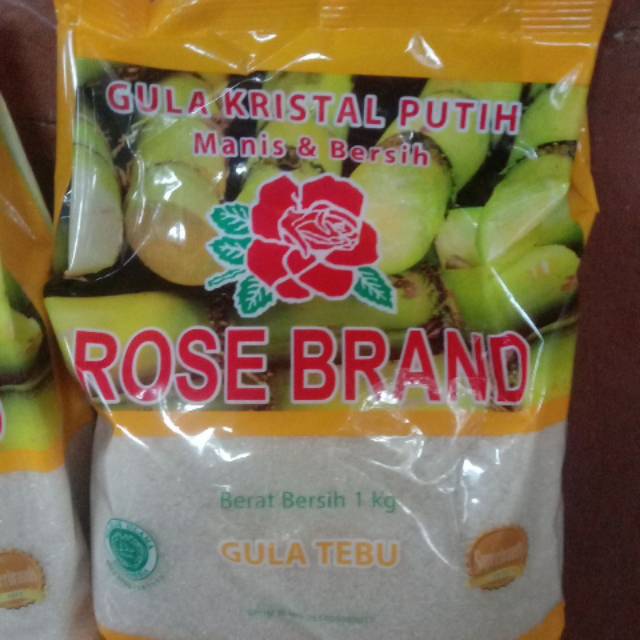 GULA KRISTAL PUTIH
Manis & Bersih
ROSE BRAND
Berat Bersih 1 kg
GULA TEBU